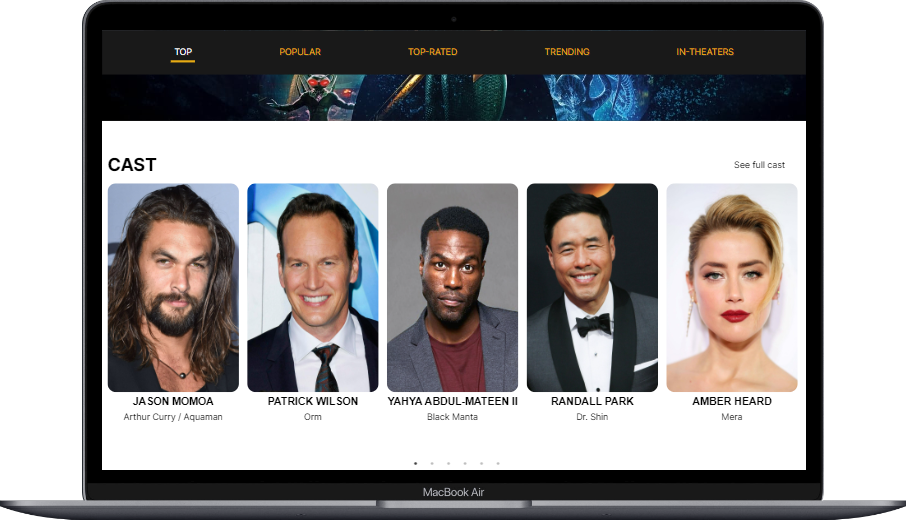 TOP POPULAR TOP-RATED TRENDING IN-THEATERS
CAST See full cast
JASON MOMOA PATRICK WILSON YAHYA ABDUL-MATEEN II RANDALL PARK AMBER HEARD
Arthur Curry / Aquaman Orm Black Manta Dr. Shin Mera
MacBook Air